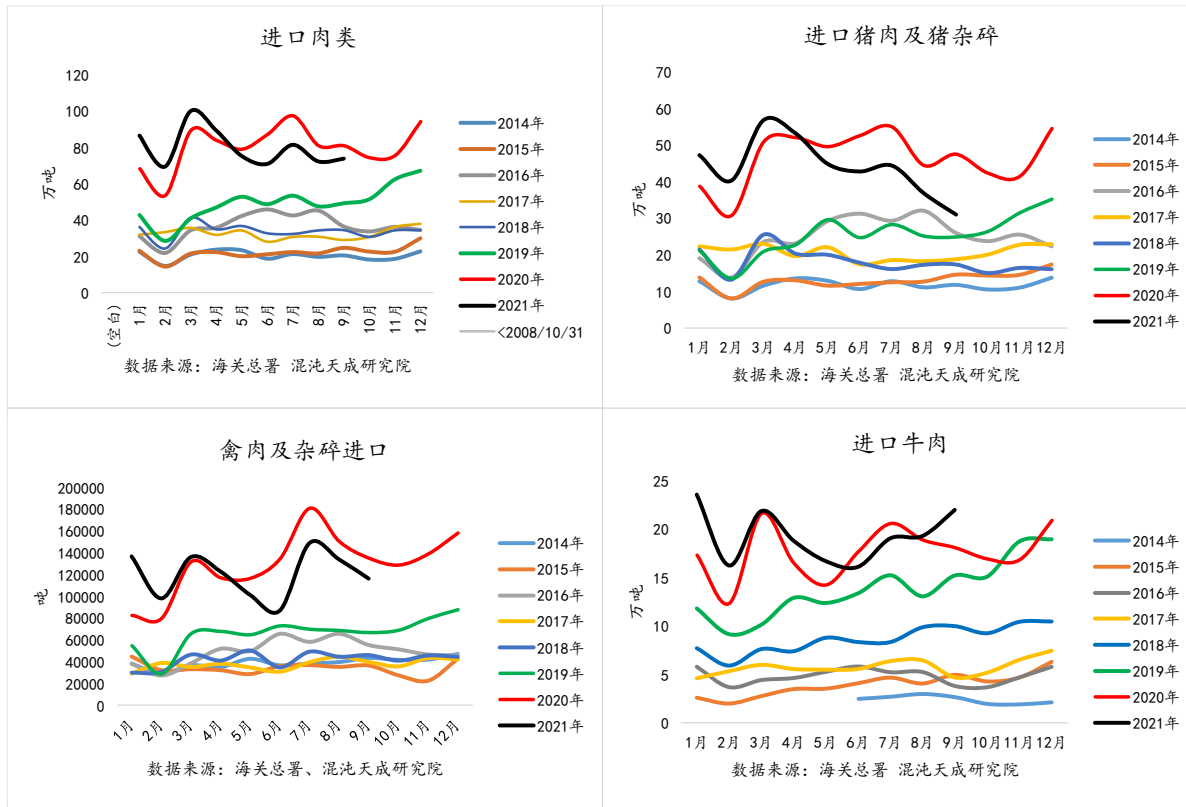 进口肉类
120
100
80
60
40
20
0
万吨
(空白)
1月
2月
3月
4月
5月
6月
7月
8月
9月
10月
11月
12月
2014年
2015年
2016年
2017年
2018年
2019年
2020年
2021年
<2008/10/31
数据来源：海关总署 混沌天成研究院
进口猪肉及猪杂碎
70
60
50
40
30
20
10
0
万吨
1月 2月 3月 4月 5月 6月 7月 8月 9月 10月 11月 12月
2014年
2015年
2016年
2017年
2018年
2019年
2020年
2021年
数据来源：海关总署 混沌天成研究院
禽肉及杂碎进口
200000
180000
160000
140000
120000
100000
80000
60000
40000
20000
0
吨
1月
2月
3月
4月
5月
6月
7月
8月
9月
10月
11月
12月
2014年
2015年
2016年
2017年
2018年
2019年
2020年
2021年
数据来源：海关总署、混沌天成研究院
进口牛肉
25
20
15
10
5
0
万吨
1月 2月 3月 4月 5月 6月 7月 8月 9月 10月 11月 12月
2014年
2015年
2016年
2017年
2018年
2019年
2020年
2021年
数据来源：海关总署 混沌天成研究院